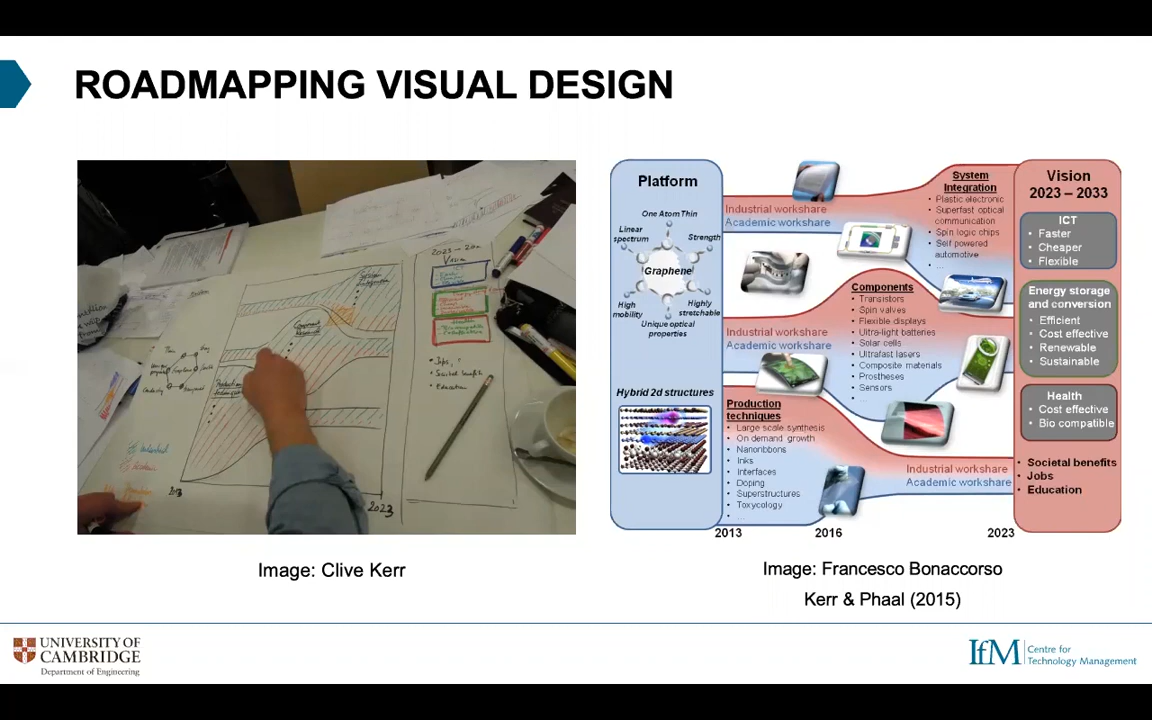 ROADMAPPING VISUAL DESIGN
2023 - 20
Vision
Production
2023
Image: Clive Kerr
Platform
One Atom Thin
Linear
spectrum
Strength
Graphene
High
mobility
Highly
stretchable
Unique optical
properties
Hybrid 2d structures
Industrial workshare
Academic workshare
System
Integration
• Plastic electronic
• Superfast optical
communication
• Spin logic chips
• Self powered
automotive
• ...
Industrial workshare
Academic workshare
Components
• Transistors
• Spin valves
• Flexible displays
• Ultra-light batteries
• Solar cells
• Ultrafast lasers
• Composite materials
• Prostheses
• Sensors
• ...
Production
techniques
• Large scale synthesis
• On demand growth
• Nanoribbons
• Inks
• Interfaces
• Doping
• Superstructures
• Toxycology
• ...
Industrial workshare
Academic workshare
2013
2016
2023
Vision
2023 – 2033
ICT
• Faster
• Cheaper
• Flexible
Energy storage
and conversion
• Efficient
• Cost effective
• Renewable
• Sustainable
Health
• Cost effective
• Bio compatible
• Societal benefits
• Jobs
• Education
Image: Francesco Bonaccorso
Kerr & Phaal (2015)
UNIVERSITY OF
CAMBRIDGE
Department of Engineering
IfM
Centre for
Technology Management